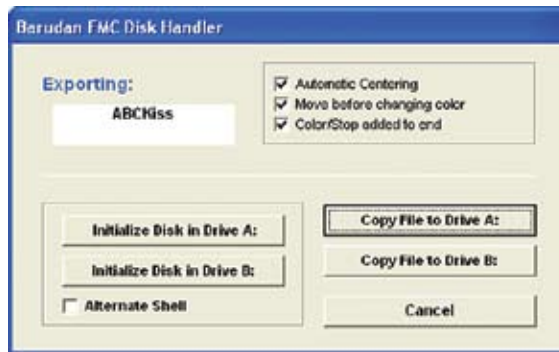 Barudan FMC Disk Handler
Exporting:
ABCKiss
Automatic Centering
Move before changing color
Color/Stop added to end
Initialize Disk in Drive A:
Initialize Disk in Drive B:
Alternate Shell
Copy File to Drive A:
Copy File to Drive B:
Cancel